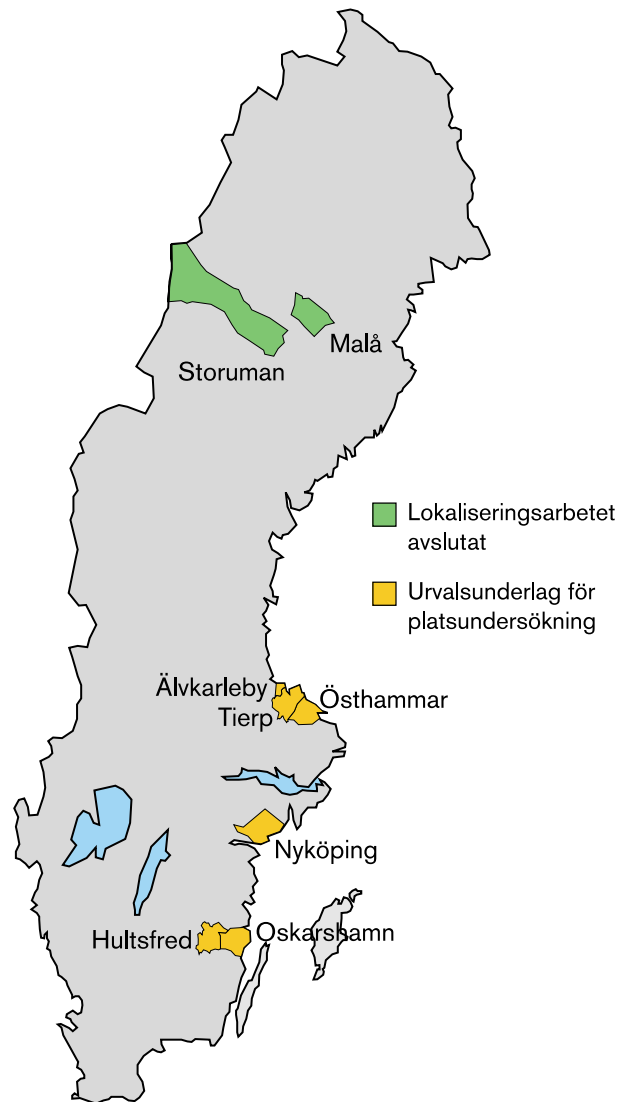 Malå
Storuman
Lokaliseringsarbetet
avslutat
Urvalsunderlag för
platsundersökning
Älvkarleby
Östhammar
Tierp
Nyköping
Oskarshamn
Hultsfred